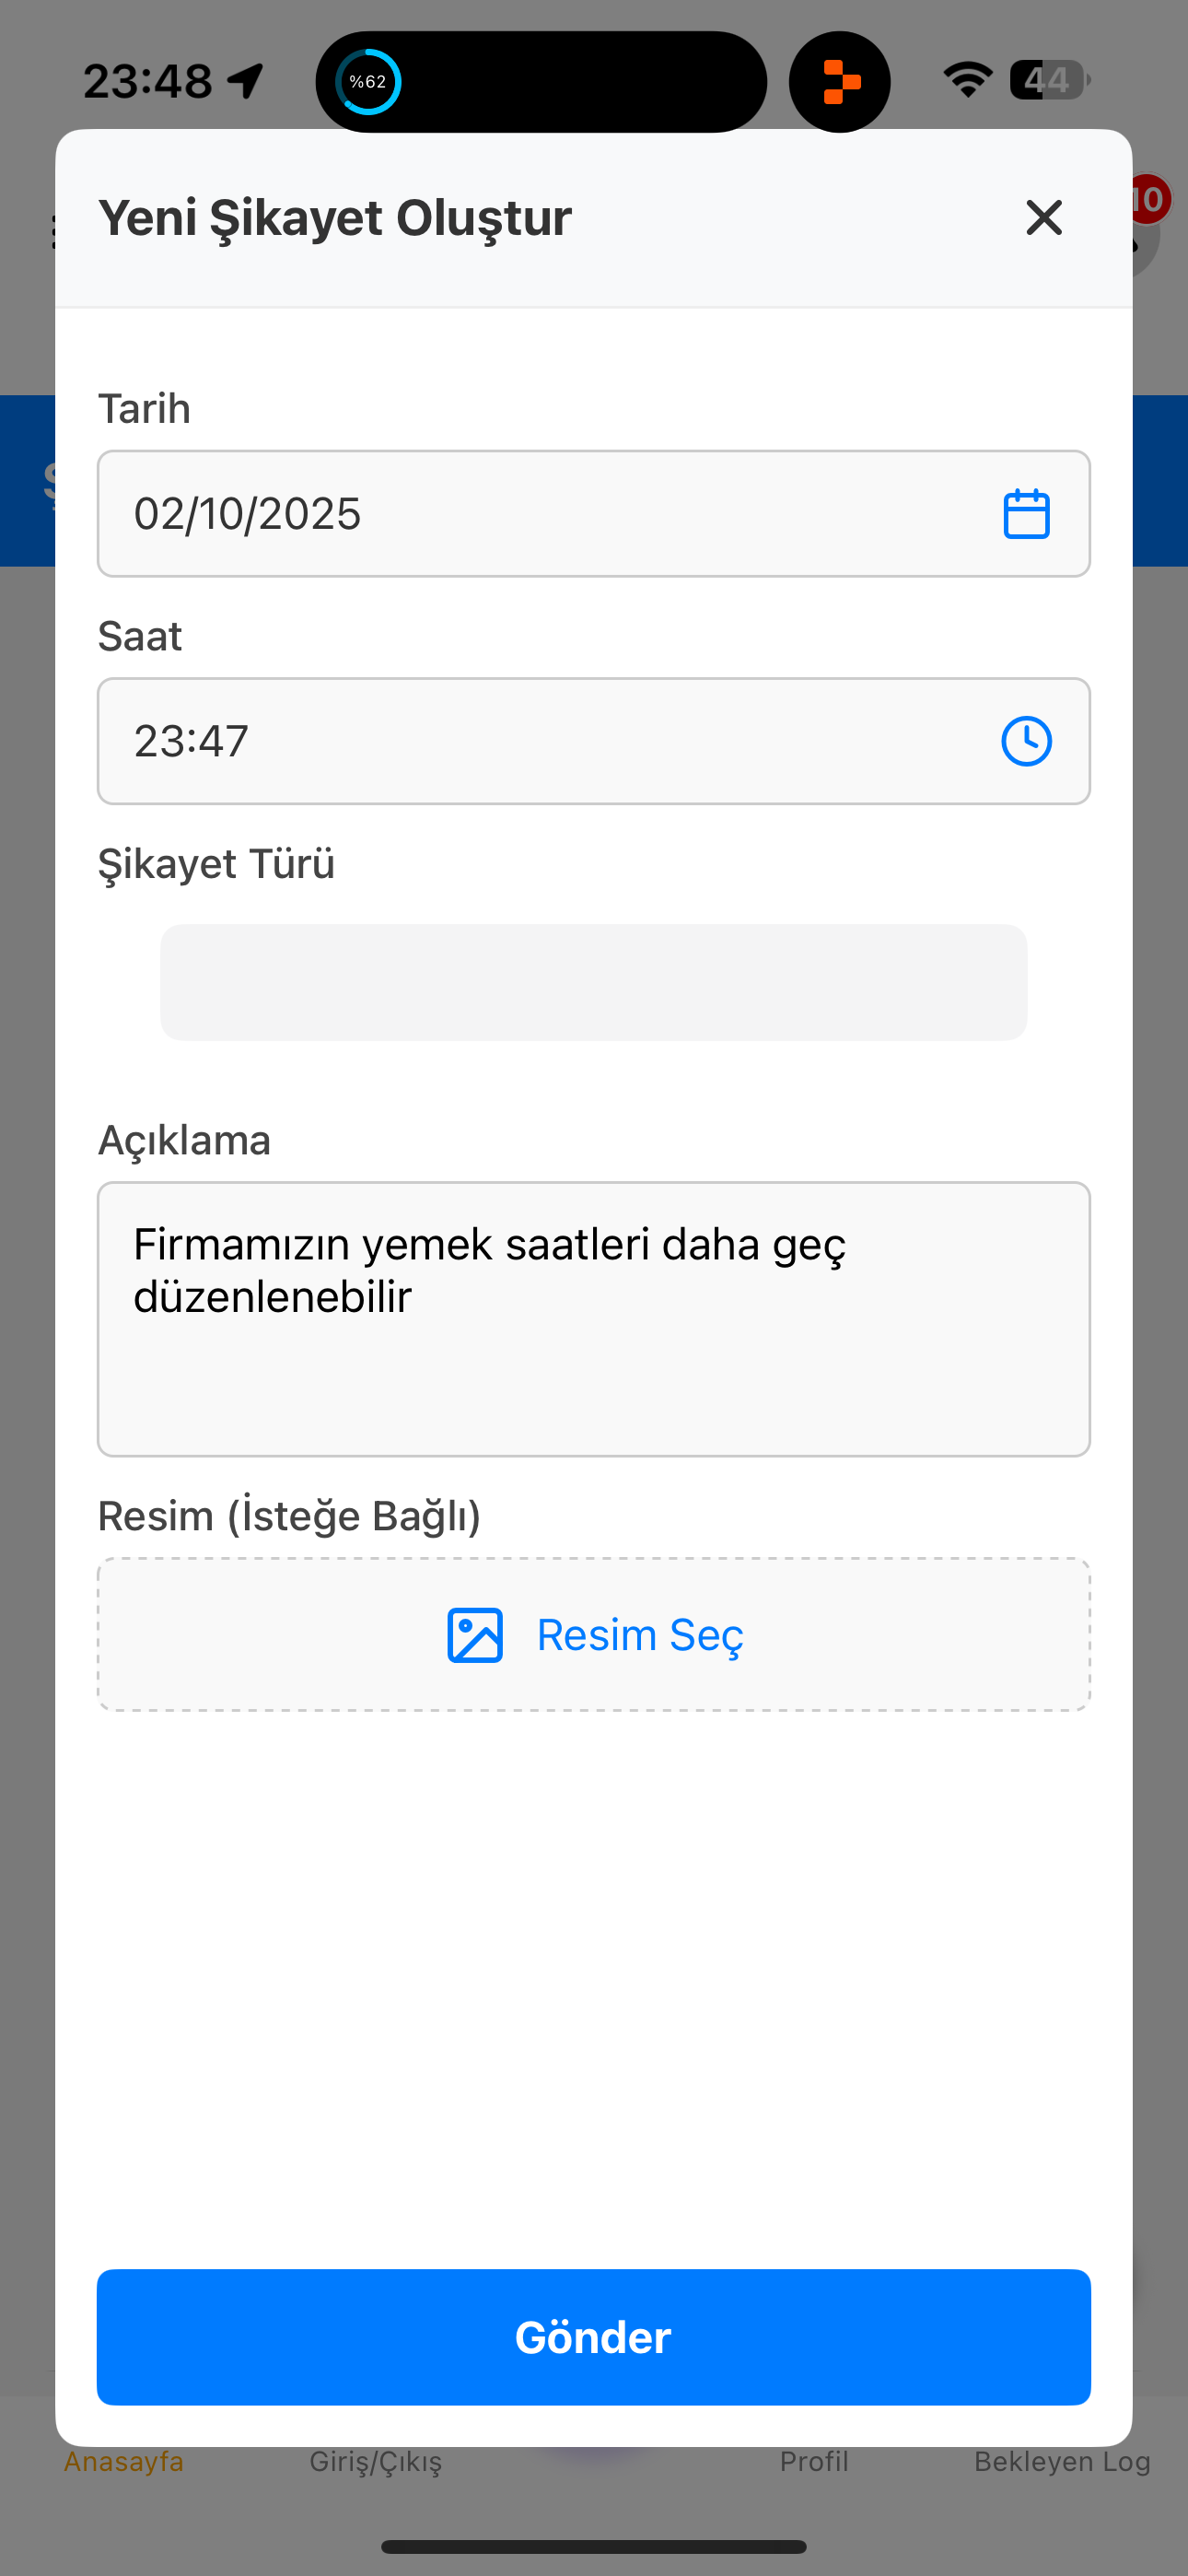 23:48
%62
44
10
Yeni Şikayet Oluştur
Tarih
02/10/2025
Saat
23:47
Şikayet Türü
Açıklama
Firmamızın yemek saatleri daha geç
düzenlenebilir
Resim (İsteğe Bağlı)
Resim Seç
Gönder
Anasayfa
Giriş/Çıkış
Profil
Bekleyen Log